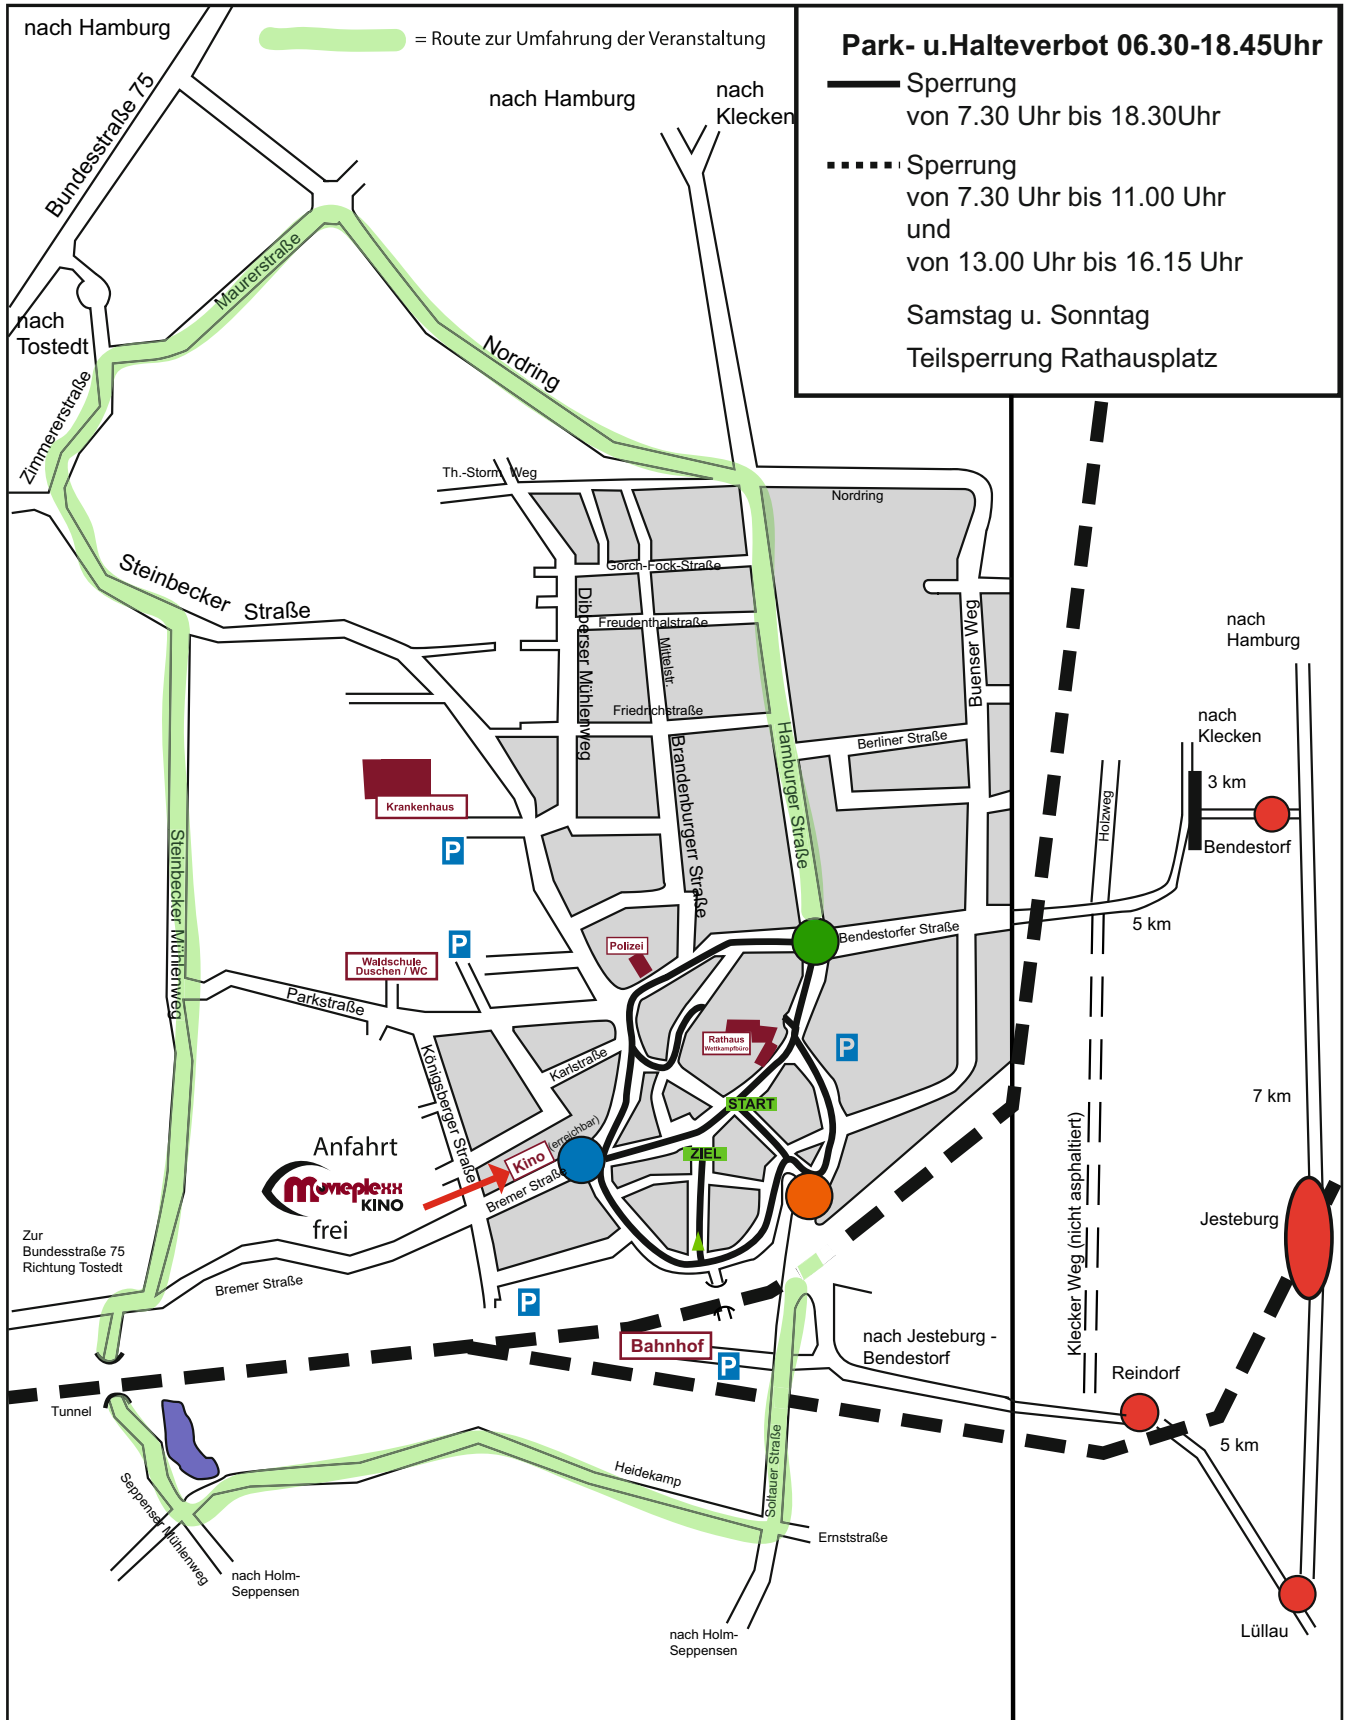 nach Hamburg
= Route zur Umfahrung der Veranstaltung
Bundesstraße 75
nach Hamburg
nach
Klecken
Park- u.Halteverbot 06.30-18.45Uhr
Sperrung
von 7.30 Uhr bis 18.30Uhr
Sperrung
von 7.30 Uhr bis 11.00 Uhr
und
von 13.00 Uhr bis 16.15 Uhr
Samstag u. Sonntag
Teilsperrung Rathausplatz
nach
Tostedt
Maurerstraße
Zimmererstraße
Nordring
Th.-Storm Weg
Nordring
Steinbecker Straße
Gorch-Fock-Straße
Freudenthalstraße
Mittelstr.
Dibberser Mühlenweg
Friedrichstraße
Buenser Weg
Berliner Straße
Hamburger Straße
Brandenburgerr Straße
Krankenhaus
P
Steinbecker Mühlenweg
Bendestorfer Straße
Polizei
P
Waldschule
Duschen / WC
Parkstraße
Rathaus
Wettkampfbüro
P
Karlstraße
Königsberger Straße
START
ZIEL
(erreichbar)
Kino
Bremer Straße
Anfahrt
Movieplexx
KINO
frei
Zur
Bundesstraße 75
Richtung Tostedt
Bremer Straße
P
Bahnhof
P
nach Jesteburg -
Bendestorf
Tunnel
Heidekamp
Soltauer Straße
Seppenser Mühlenweg
Ernststraße
nach Holm-
Seppensen
nach Holm-
Seppensen
nach
Hamburg
nach
Klecken
3 km
Holzweg
Bendestorf
5 km
7 km
Klecker Weg (nicht asphaltiert)
Jesteburg
Reindorf
5 km
Lüllau